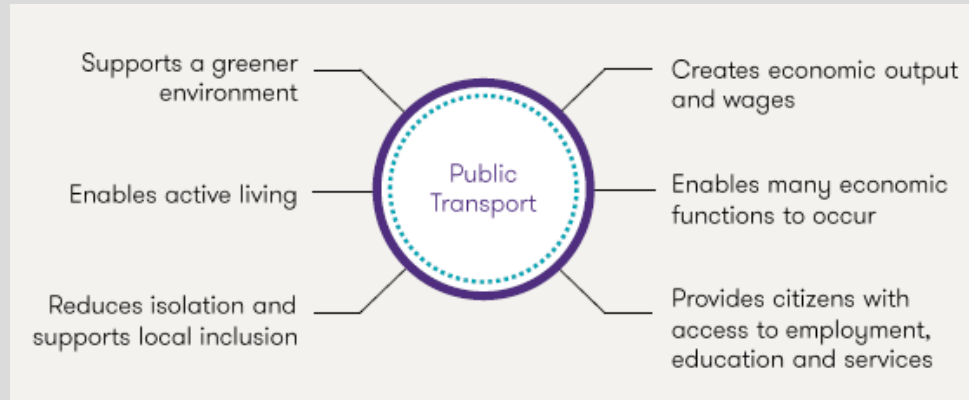 Supports a greener
environment
Enables active living
Reduces isolation and
supports local inclusion
Public
Transport
Creates economic output
and wages
Enables many economic
functions to occur
Provides citizens with
access to employment,
education and services